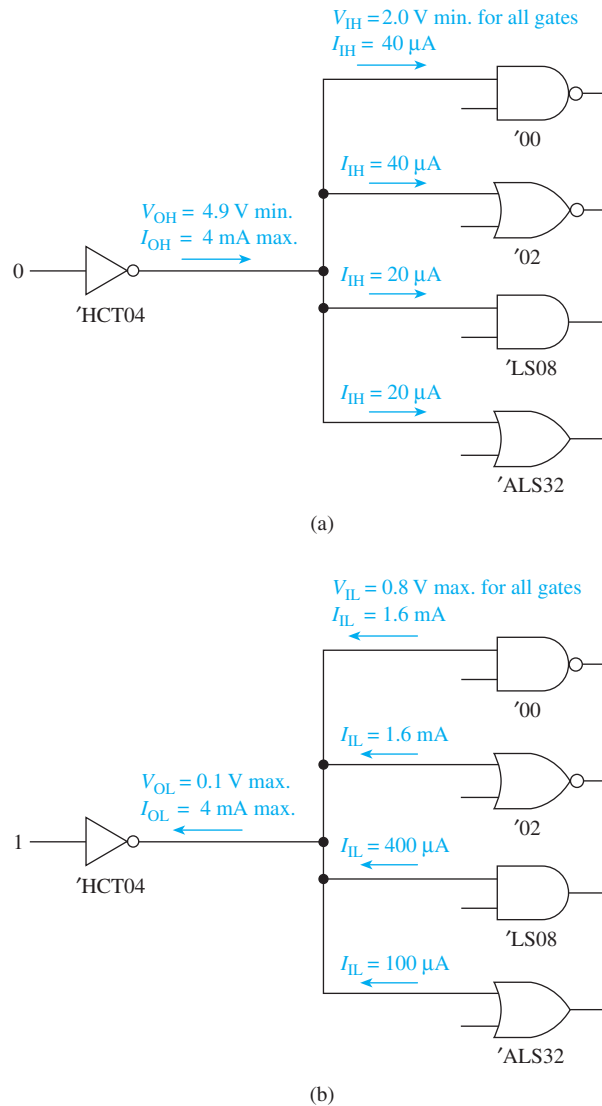 V_IH = 2.0 V min. for all gates
I_IH = 40 μA
′00
I_IH = 40 μA
V_OH = 4.9 V min.
I_OH = 4 mA max.
′02
0
I_IH = 20 μA
′HCT04
′LS08
I_IH = 20 μA
′ALS32
(a)
V_IL = 0.8 V max. for all gates
I_IL = 1.6 mA
′00
I_IL = 1.6 mA
V_OL = 0.1 V max.
I_OL = 4 mA max.
′02
1
I_IL = 400 μA
′HCT04
′LS08
I_IL = 100 μA
′ALS32
(b)